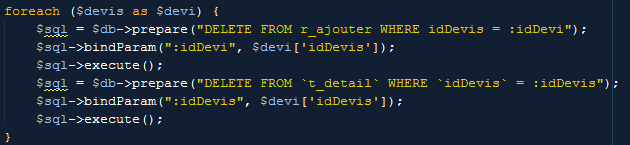 foreach ($devis as $devi) {
$sql = $db->prepare("DELETE FROM r_ajouter WHERE idDevis = :idDevi");
$sql->bindParam(":idDevi", $devi['idDevis']);
$sql->execute();
$sql = $db->prepare("DELETE FROM `t_detail` WHERE `idDevis` = :idDevis");
$sql->bindParam(":idDevis", $devi['idDevis']);
$sql->execute();
}